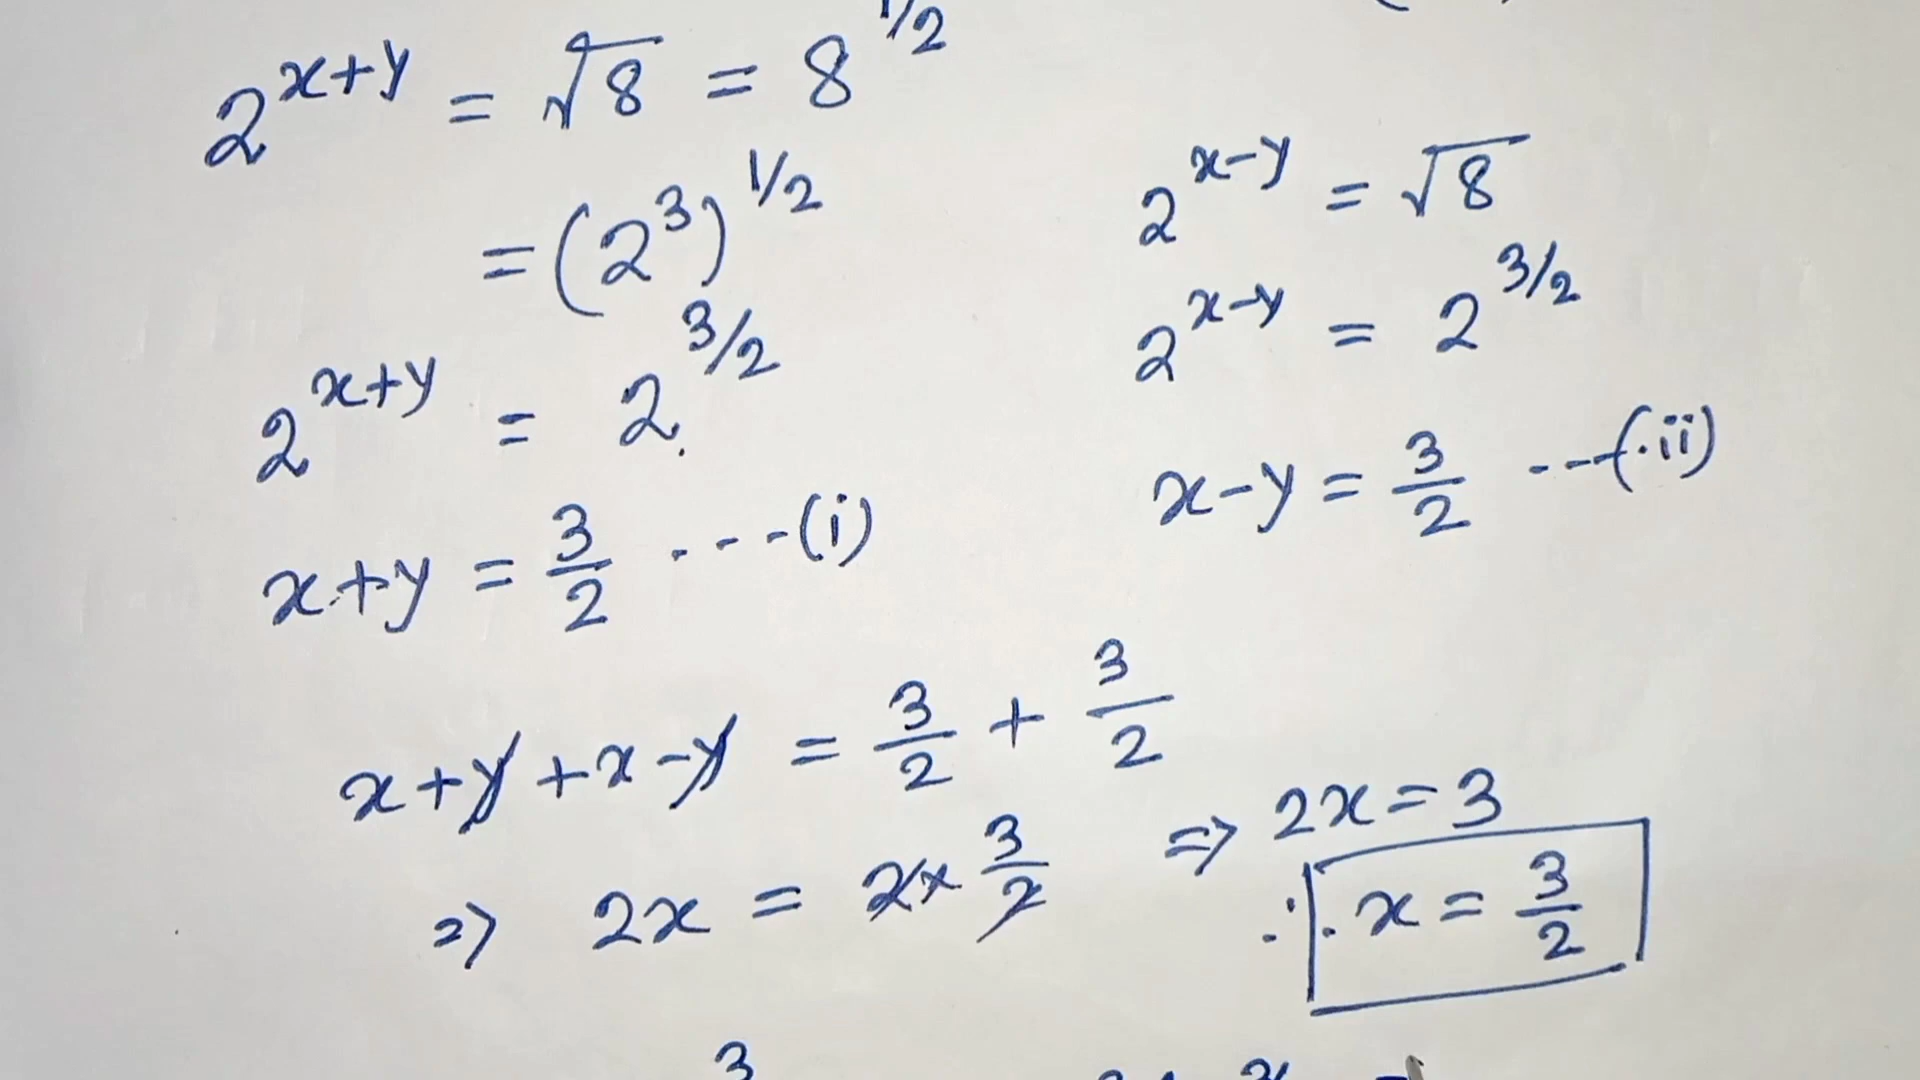 2^{x+y} = √8 = 8^{1/2}
= (2^3)^{1/2}
2^{x+y} = 2^{3/2}
x+y = 3/2 ---(i)
2^{x-y} = √8
2^{x-y} = 2^{3/2}
x-y = 3/2 ---(ii)
x+y+x-y = 3/2 + 3/2
=> 2x = 2x 3/2 => 2x = 3
∴ x = 3/2